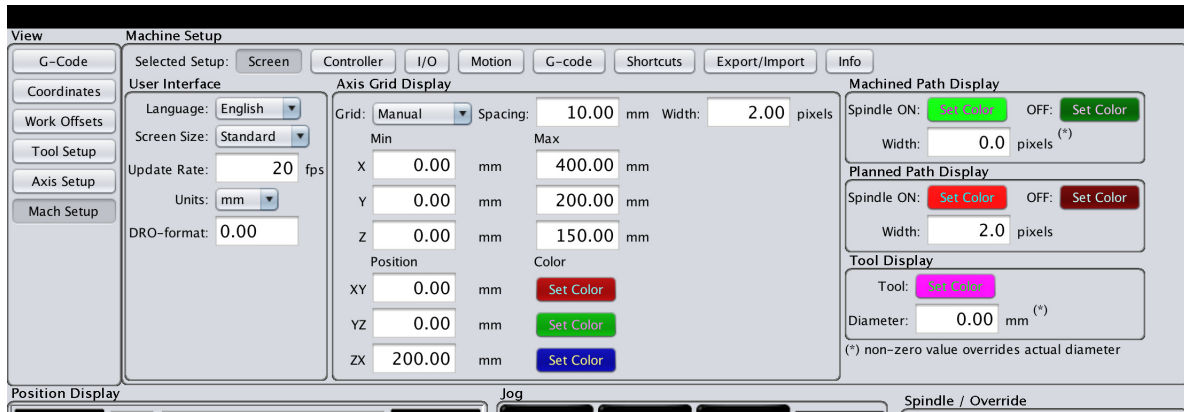 View
Machine Setup
G-Code
Coordinates
Work Offsets
Tool Setup
Axis Setup
Mach Setup
Selected Setup: Screen Controller I/O Motion G-code Shortcuts Export/Import Info
User Interface
Language: English
Screen Size: Standard
Update Rate: 20 fps
Units: mm
DRO-format: 0.00
Axis Grid Display
Grid: Manual Spacing: 10.00 mm Width: 2.00 pixels
Min Max
X 0.00 mm 400.00 mm
Y 0.00 mm 200.00 mm
Z 0.00 mm 150.00 mm
Position Color
XY 0.00 mm Set Color
YZ 0.00 mm Set Color
ZX 200.00 mm Set Color
Machined Path Display
Spindle ON: Set Color OFF: Set Color
Width: 0.0 pixels (*)
Planned Path Display
Spindle ON: Set Color OFF: Set Color
Width: 2.0 pixels
Tool Display
Tool: Set Color
Diameter: 0.00 mm (*)
(*) non-zero value overrides actual diameter
Position Display
Jog
Spindle / Override